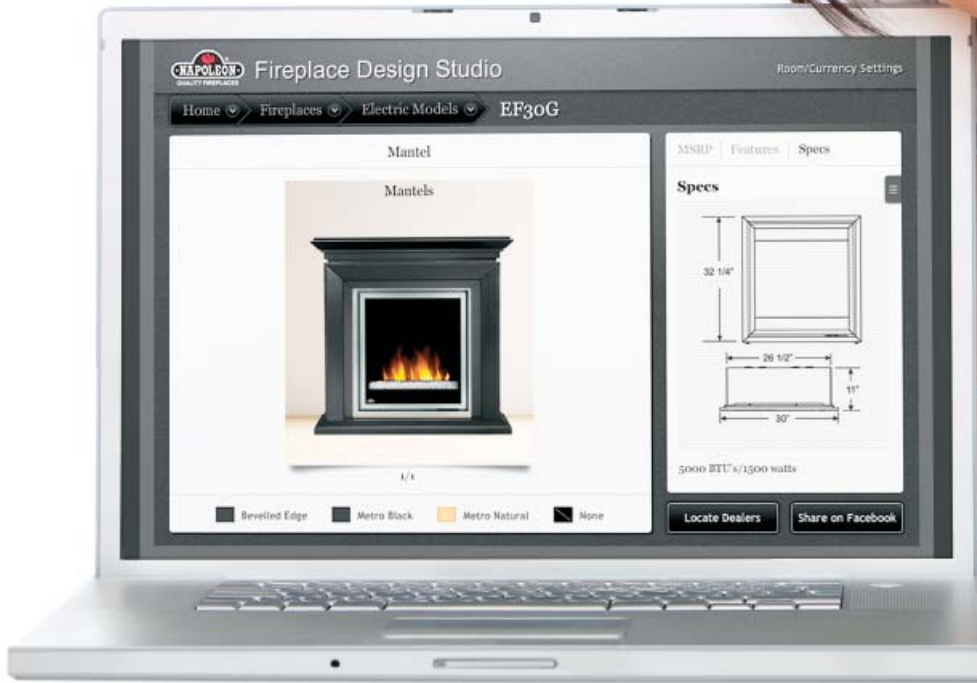 NAPOLEON
QUALITY FIREPLACES
Fireplace Design Studio
Room/Currency Settings
Home
Fireplaces
Electric Models
EF30G
Mantel
Mantels
1/1
Bevelled Edge
Metro Black
Metro Natural
None
MSRP
Features
Specs
Specs
32 1/4"
26 1/2"
11"
30"
5000 BTU's/1500 watts
Locate Dealers
Share on Facebook